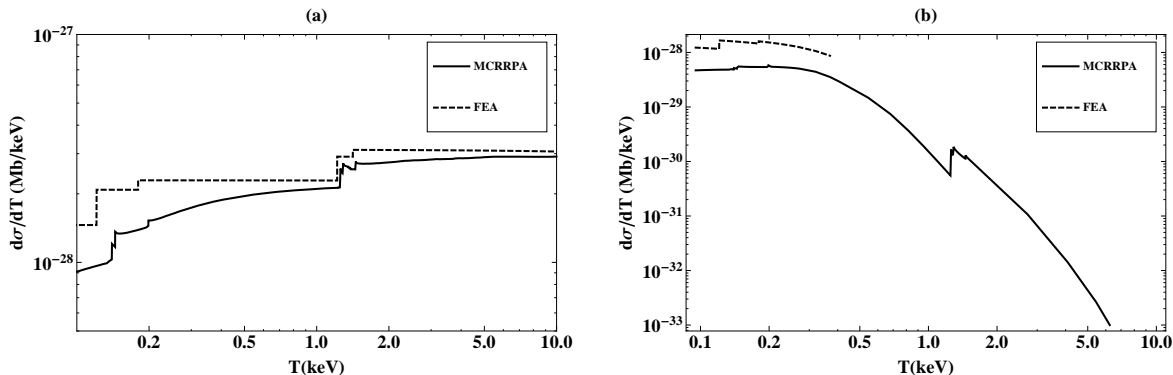 (a)
10^-27
10^-28
dσ/dT (Mb/keV)
MCRRPA
FEA
0.2 0.5 1.0 2.0 5.0 10.0
T(keV)
(b)
10^-28
10^-29
10^-30
10^-31
10^-32
10^-33
dσ/dT (Mb/keV)
MCRRPA
FEA
0.1 0.2 0.5 1.0 2.0 5.0 10.0
T(keV)